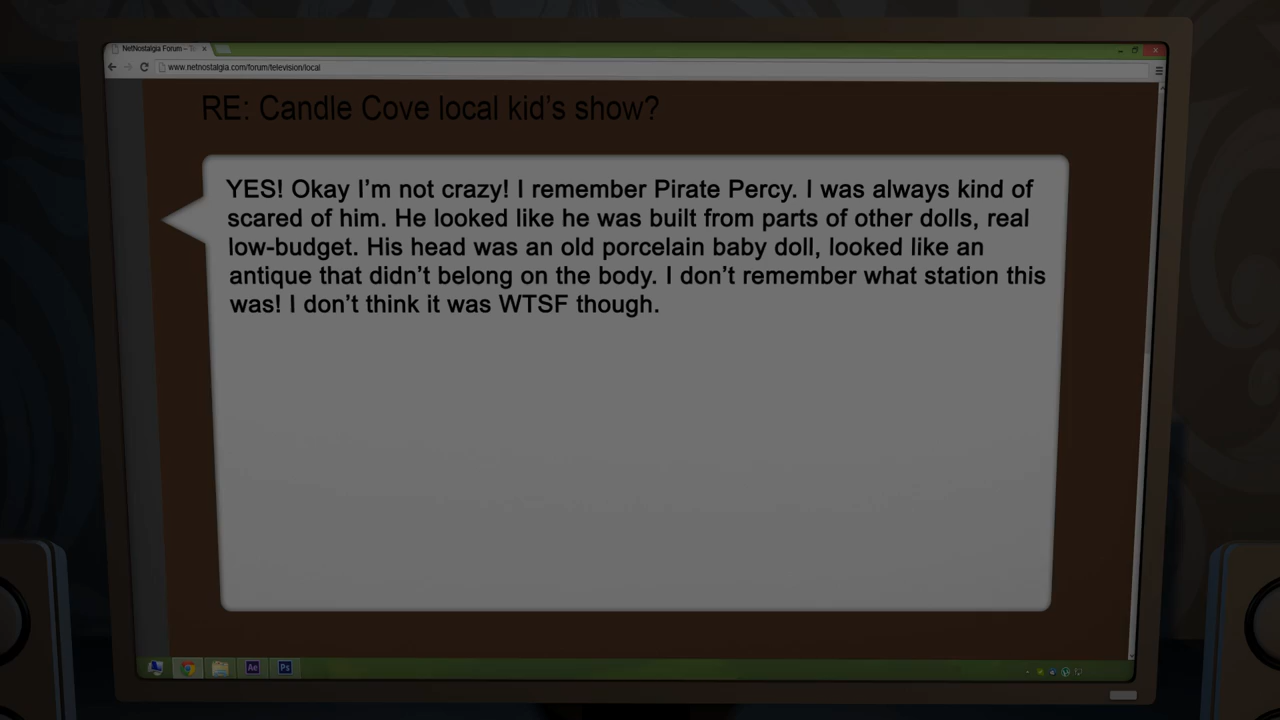 NetNostalgia Forum – T
www.netnostalgia.com/forum/television/local
RE: Candle Cove local kid's show?
YES! Okay I'm not crazy! I remember Pirate Percy. I was always kind of
scared of him. He looked like he was built from parts of other dolls, real
low-budget. His head was an old porcelain baby doll, looked like an
antique that didn't belong on the body. I don't remember what station this
was! I don't think it was WTSF though.
Ae Ps